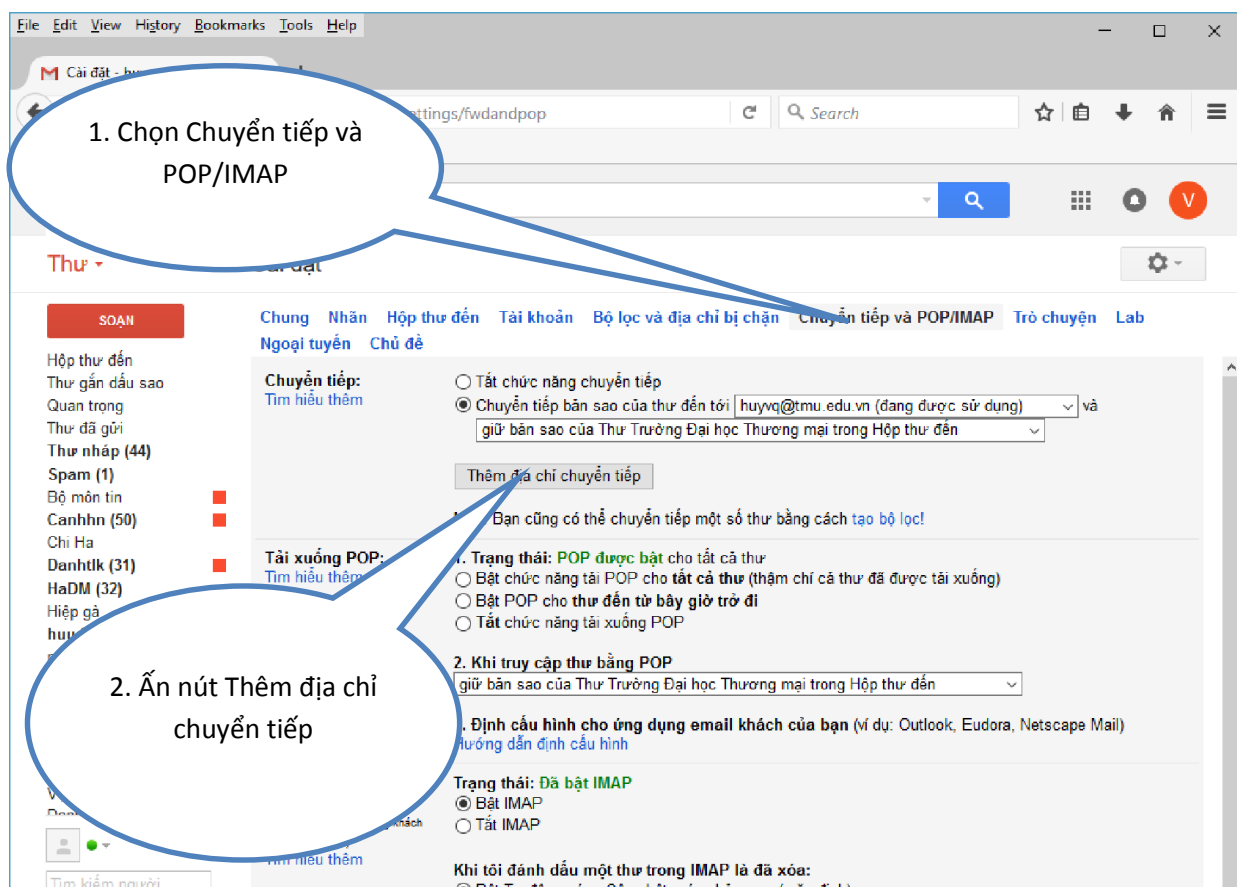 File Edit View History Bookmarks Tools Help
Cài đặt -
ttings/fwdandpop
Search
1. Chọn Chuyển tiếp và
POP/IMAP
V
Thư
SOẠN
Chung Nhãn Hộp thư đến Tài khoản Bộ lọc và địa chỉ bị chặn Chuyển tiếp và POP/IMAP Trò chuyện Lab
Ngoại tuyến Chủ đề
Hộp thư đến
Thư gắn dấu sao
Quan trọng
Thư đã gửi
Thư nháp (44)
Spam (1)
Bộ môn tin
Canhhn (50)
Chi Ha
Danhtlk (31)
HaDM (32)
Hiệp gà
Chuyển tiếp:
Tìm hiểu thêm
Tắt chức năng chuyển tiếp
Chuyển tiếp bản sao của thư đến tới huyvq@tmu.edu.vn (đang được sử dụng) và
giữ bản sao của Thư Trường Đại học Thương mại trong Hộp thư đến
Thêm địa chỉ chuyển tiếp
Bạn cũng có thể chuyển tiếp một số thư bằng cách tạo bộ lọc!
Tải xuống POP:
Tìm hiểu thêm
1. Trạng thái: POP được bật cho tất cả thư
Bật chức năng tải POP cho tất cả thư (thậm chí cả thư đã được tải xuống)
Bật POP cho thư đến từ bây giờ trở đi
Tắt chức năng tải xuống POP
2. Khi truy cập thư bằng POP
giữ bản sao của Thư Trường Đại học Thương mại trong Hộp thư đến
2. Ấn nút Thêm địa chỉ
chuyển tiếp
Định cấu hình cho ứng dụng email khách của bạn (ví dụ: Outlook, Eudora, Netscape Mail)
Hướng dẫn định cấu hình
Trạng thái: Đã bật IMAP
Bật IMAP
Tắt IMAP
khách
Tìm hiểu thêm
Khi tôi đánh dấu một thư trong IMAP là đã xóa:
Tìm kiếm người